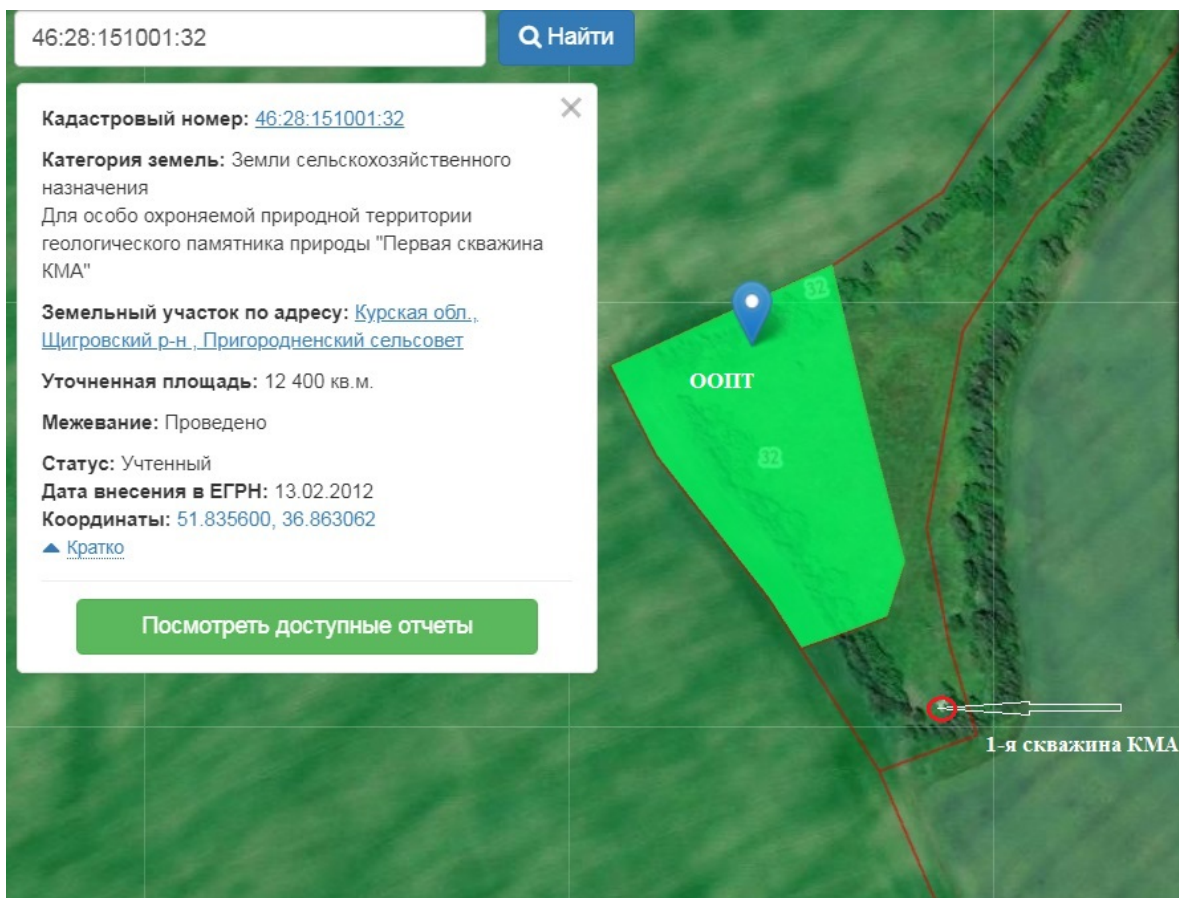 46:28:151001:32
Найти
Кадастровый номер: 46:28:151001:32
Категория земель: Земли сельскохозяйственного
назначения
Для особо охроняемой природной территории
геологического памятника природы "Первая скважина
КМА"
Земельный участок по адресу: Курская обл.,
Щигровский р-н , Пригородненский сельсовет
Уточненная площадь: 12 400 кв.м.
Межевание: Проведено
Статус: Учтенный
Дата внесения в ЕГРН: 13.02.2012
Координаты: 51.835600, 36.863062
Кратко
Посмотреть доступные отчеты
32
ООПТ
32
1-я скважина КМА